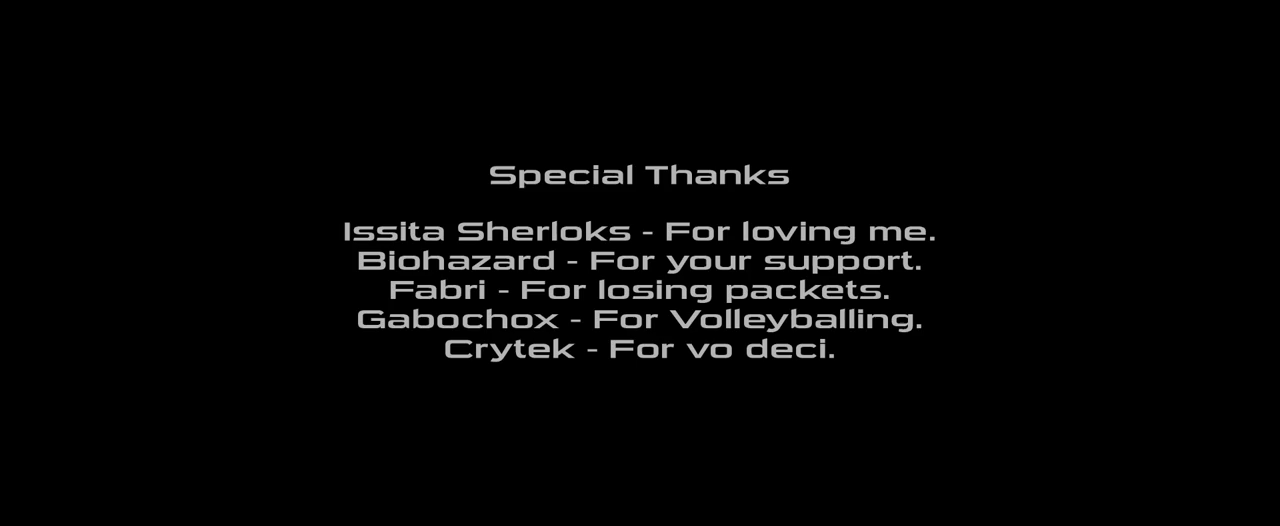 Special Thanks
Issita Sherloks - For loving me.
Biohazard - For your support.
Fabri - For losing packets.
Gabochox - For Volleyballing.
Crytek - For vo deci.